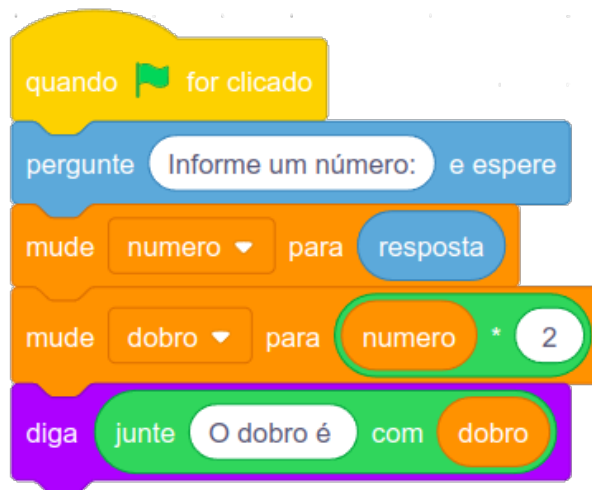 quando for clicado
pergunte Informe um número: e espere
mude numero para resposta
mude dobro para numero * 2
diga junte O dobro é com dobro